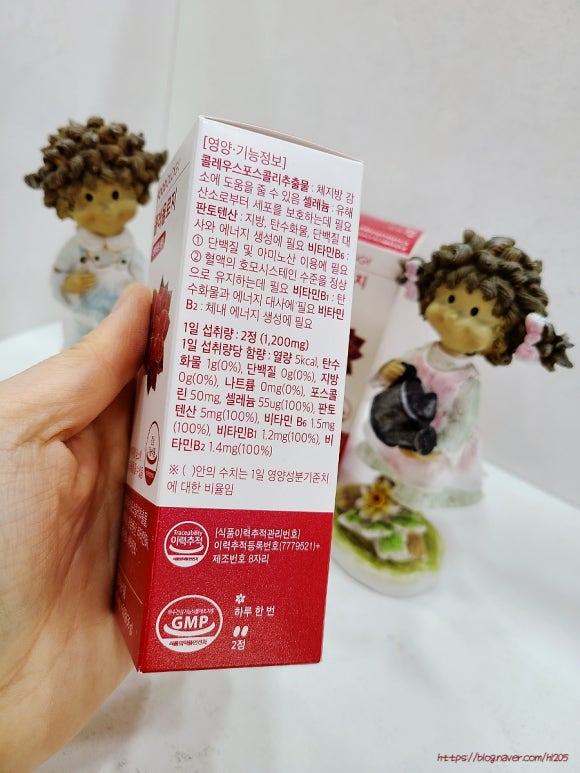 [영양·기능정보]
콜레우스포스콜리추출물 : 체지방 감
소에 도움을 줄 수 있음 셀레늄 : 유해
산소로부터 세포를 보호하는데 필요
판토텐산 : 지방, 탄수화물, 단백질 대
사와 에너지 생성에 필요 비타민B6 :
① 단백질 및 아미노산 이용에 필요
② 혈액의 호모시스테인 수준을 정상
으로 유지하는데 필요 비타민B1 : 탄
수화물과 에너지 대사에 필요 비타민
B2 : 체내 에너지 생성에 필요
1일 섭취량 : 2정 (1,200mg)
1일 섭취량당 함량 : 열량 5kcal, 탄수
화물 1g(0%), 단백질 0g(0%), 지방
0g(0%), 나트륨 0mg(0%), 포스콜
린 50mg, 셀레늄 55ug(100%), 판토
텐산 5mg(100%), 비타민 B6 1.5mg
(100%), 비타민B1 1.2mg(100%), 비
타민B2 1.4mg(100%)
※ ( )안의 수치는 1일 영양성분기준치
에 대한 비율임
Traceability
이력추적
[식품이력추적관리번호]
이력추적등록번호(7779521)+
제조번호 8자리
GMP
식품의약품안전처
하루 한 번
2정
https://blog.naver.com/hl205